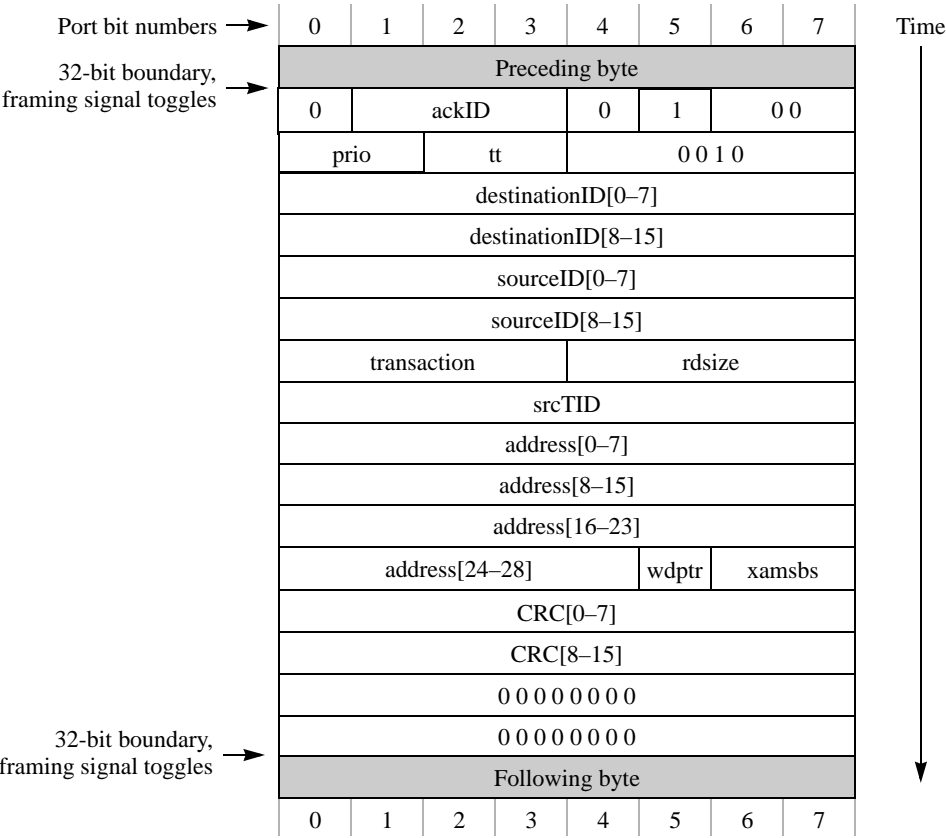 Port bit numbers 0 1 2 3 4 5 6 7 Time
Preceding byte
32-bit boundary,
framing signal toggles
0 ackID 0 1 0 0
prio tt 0 0 1 0
destinationID[0–7]
destinationID[8–15]
sourceID[0–7]
sourceID[8–15]
transaction rdsize
srcTID
address[0–7]
address[8–15]
address[16–23]
address[24–28] wdptr xamsbs
CRC[0–7]
CRC[8–15]
0 0 0 0 0 0 0 0
0 0 0 0 0 0 0 0
32-bit boundary,
framing signal toggles
Following byte
0 1 2 3 4 5 6 7